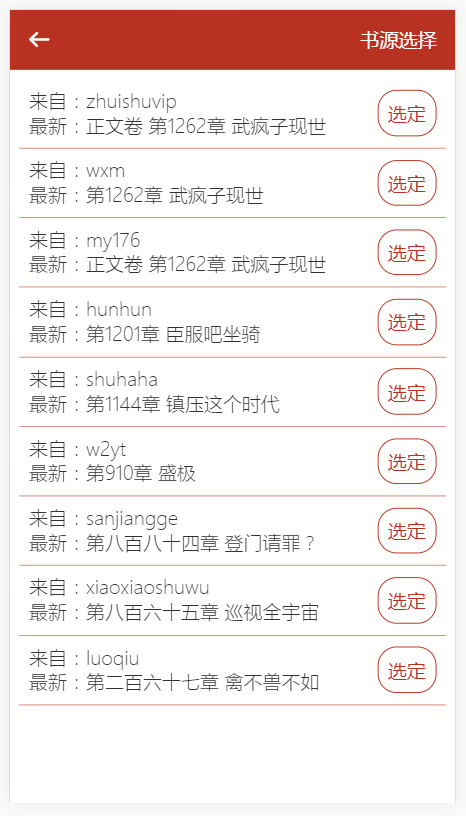 书源选择
来自：zhuishuvip
最新：正文卷 第1262章 武疯子现世
选定
来自：wxm
最新：第1262章 武疯子现世
选定
来自：my176
最新：正文卷 第1262章 武疯子现世
选定
来自：hunhun
最新：第1201章 臣服吧坐骑
选定
来自：shuhaha
最新：第1144章 镇压这个时代
选定
来自：w2yt
最新：第910章 盛极
选定
来自：sanjiangge
最新：第八百八十四章 登门请罪？
选定
来自：xiaoxiaoshuwu
最新：第八百六十五章 巡视全宇宙
选定
来自：luoqiu
最新：第二百六十七章 禽不兽不如
选定